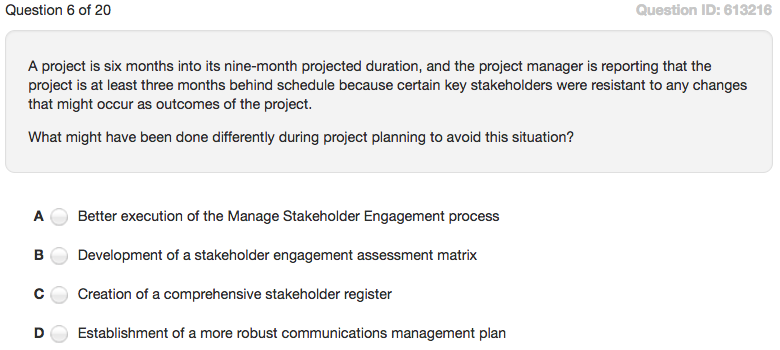 Question 6 of 20
Question ID: 613216
A project is six months into its nine-month projected duration, and the project manager is reporting that the
project is at least three months behind schedule because certain key stakeholders were resistant to any changes
that might occur as outcomes of the project.
What might have been done differently during project planning to avoid this situation?
A Better execution of the Manage Stakeholder Engagement process
B Development of a stakeholder engagement assessment matrix
C Creation of a comprehensive stakeholder register
D Establishment of a more robust communications management plan